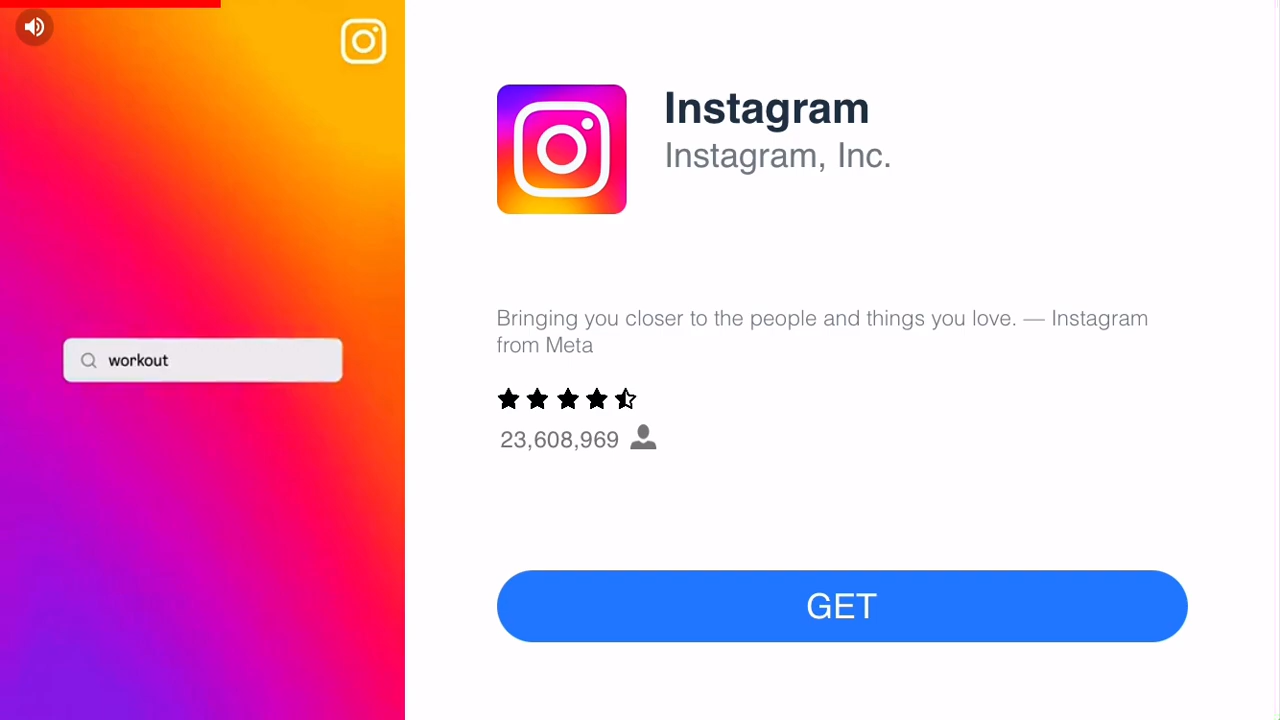 workout
Instagram
Instagram, Inc.
Bringing you closer to the people and things you love. — Instagram
from Meta
23,608,969
GET